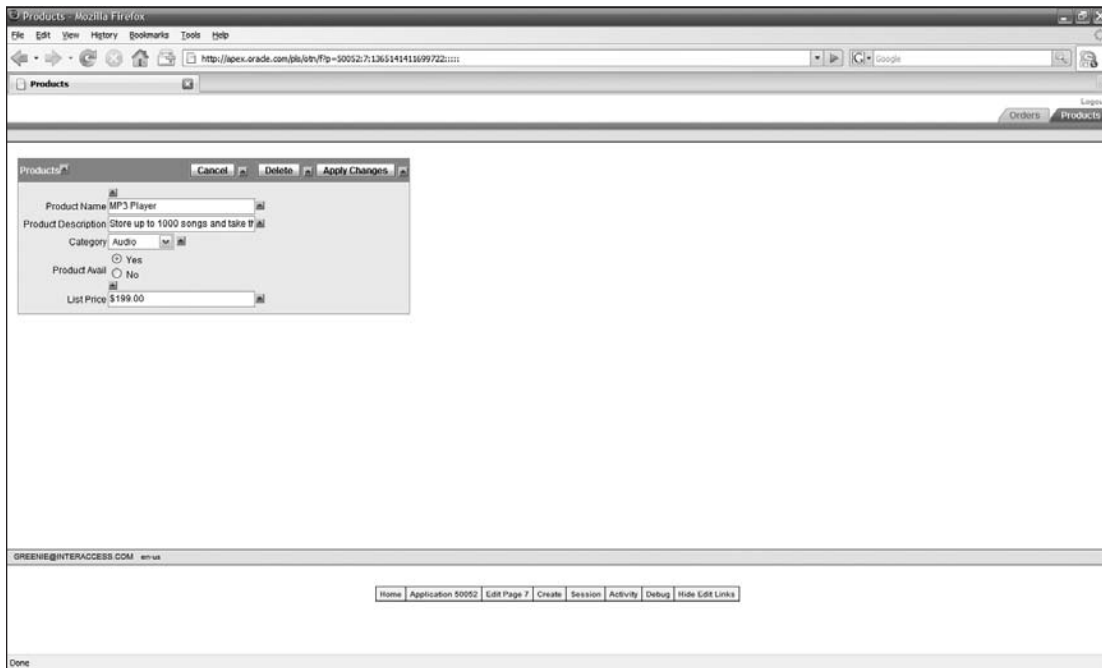 Products - Mozilla Firefox
File Edit View History Bookmarks Tools Help
http://apex.oracle.com/pls/otn/f?p=50052:7:1365141411699722:::::
Google
Products
Logout
Orders Products
Products Cancel Delete Apply Changes
Product Name MP3 Player
Product Description Store up to 1000 songs and take th
Category Audio
Product Avail Yes
No
List Price $199.00
GREENIE@INTERACCESS.COM en-us
Home Application 50052 Edit Page 7 Create Session Activity Debug Hide Edit Links
Done